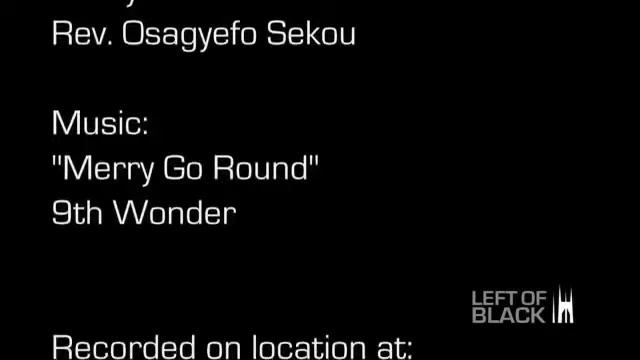 Rev. Osagyefo Sekou
Music:
"Merry Go Round"
9th Wonder
LEFT OF
BLACK
Recorded on location at: